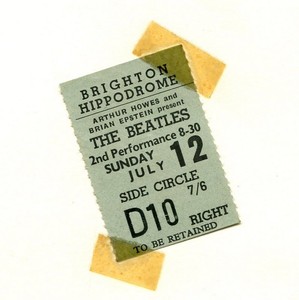 BRIGHTON
HIPPODROME
ARTHUR HOWES and
BRIAN EPSTEIN present
THE BEATLES
2nd Performance 8-30
SUNDAY
JULY 12
SIDE CIRCLE
7/6
D10 RIGHT
TO BE RETAINED